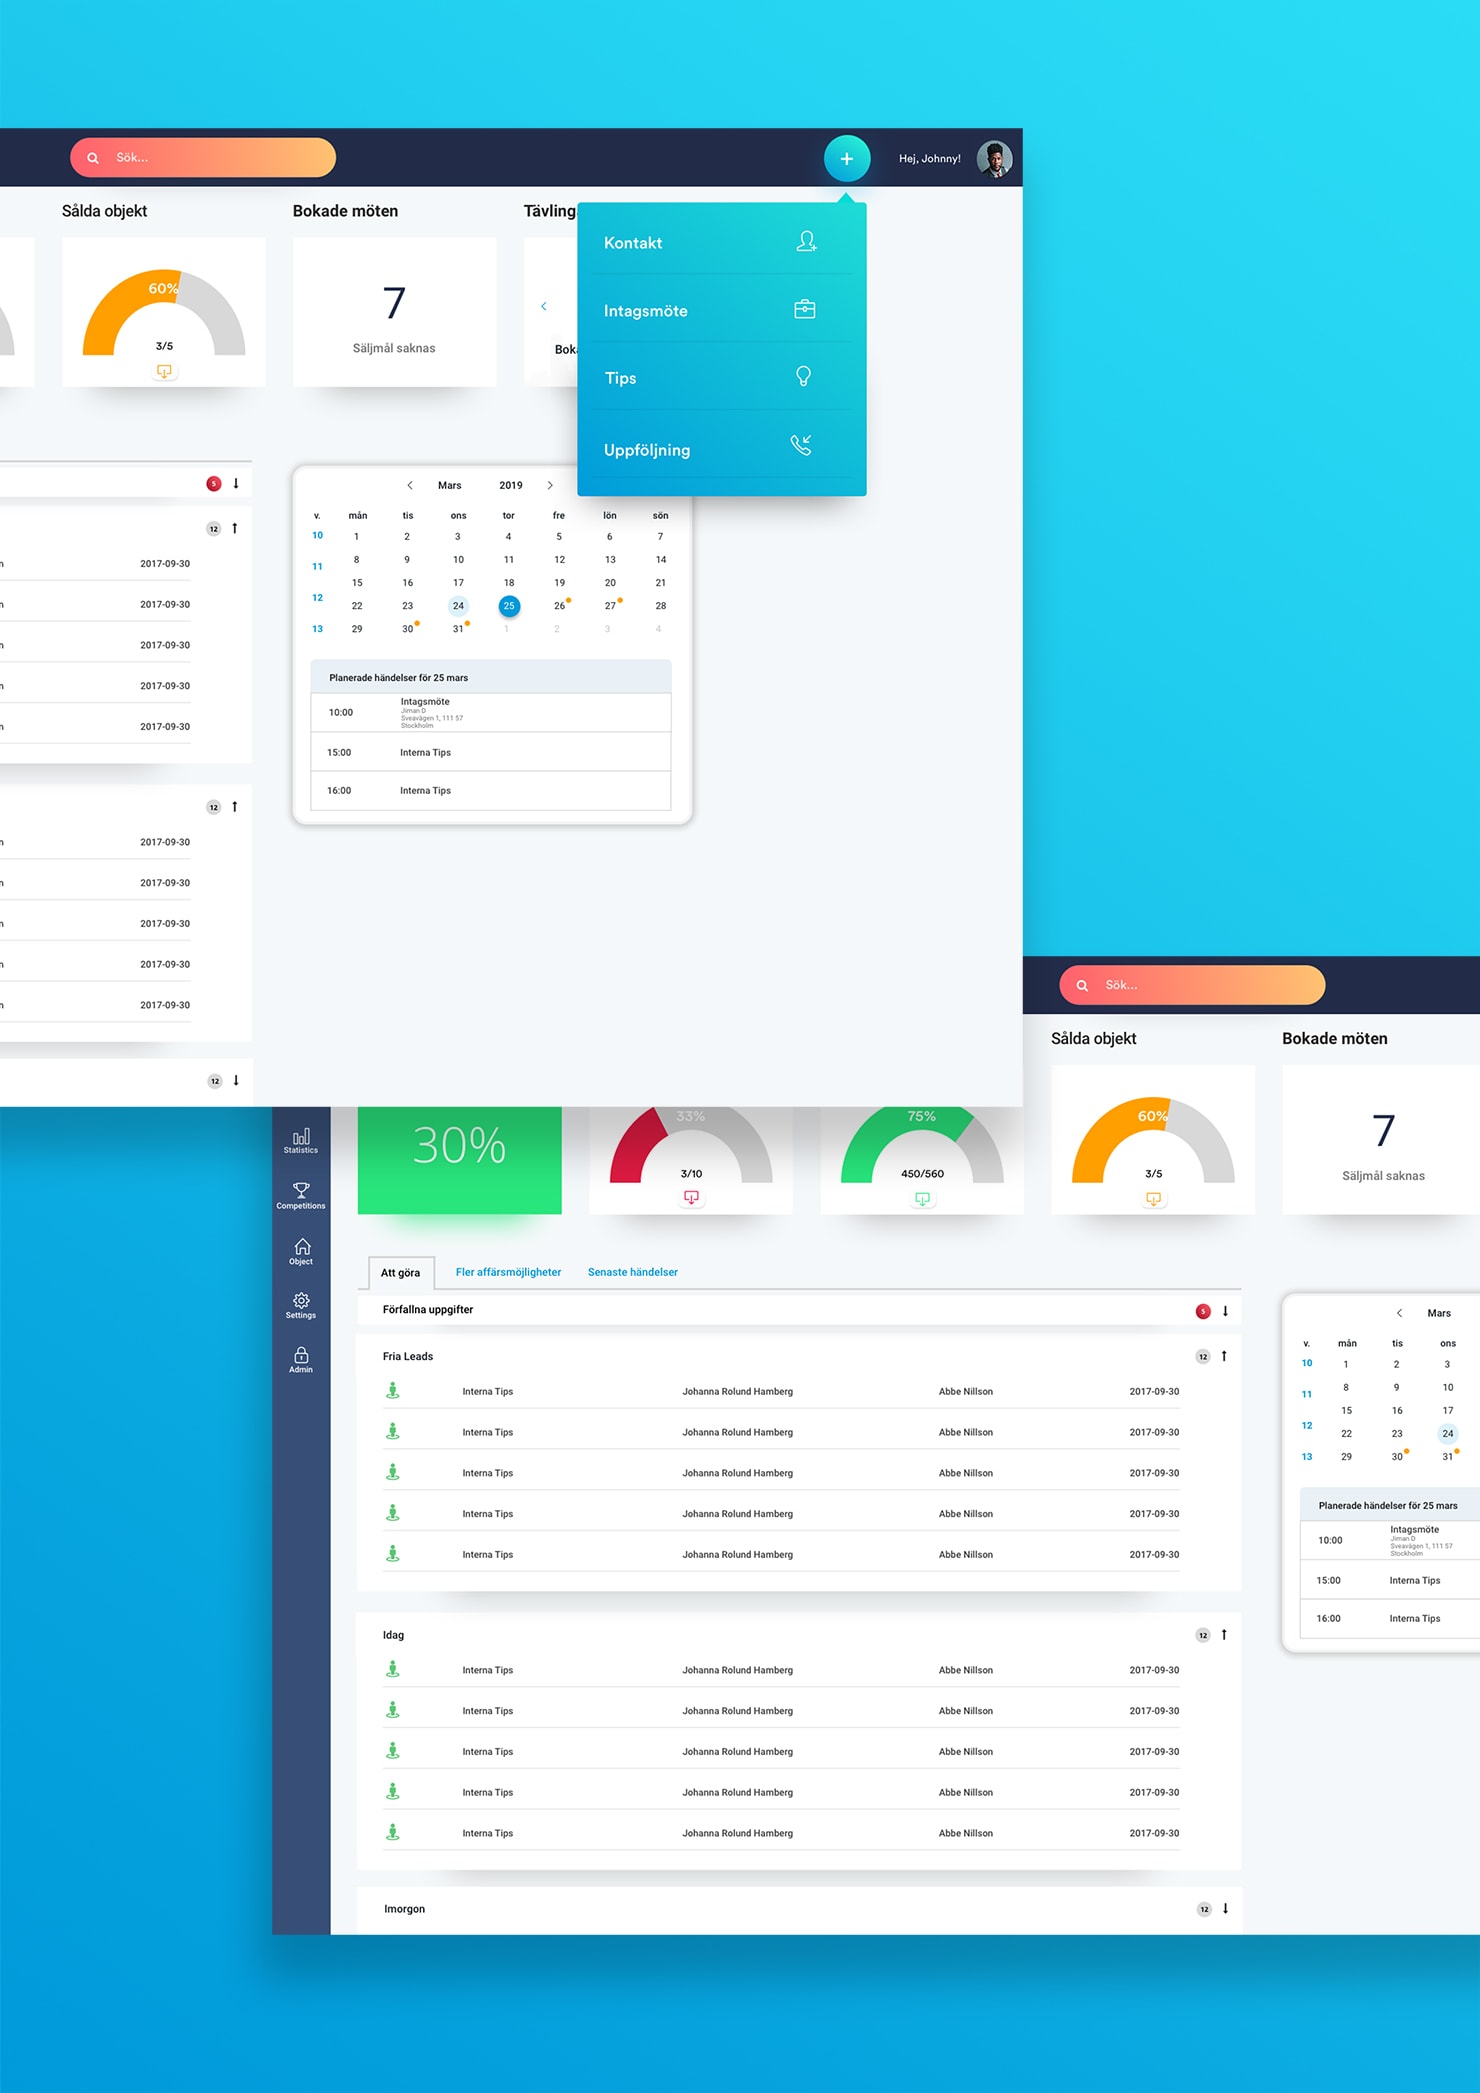 Sök...
+
Hej, Johnny!
Sålda objekt
Bokade möten
Tävling
60%
3/5
7
Säljmål saknas
Kontakt
Intagsmöte
Tips
Uppföljning
5
12
2017-09-30
2017-09-30
2017-09-30
2017-09-30
2017-09-30
12
2017-09-30
2017-09-30
2017-09-30
2017-09-30
2017-09-30
12
Mars 2019
v. mån tis ons tor fre lön sön
10 1 2 3 4 5 6 7
11 8 9 10 11 12 13 14
15 16 17 18 19 20 21
12 22 23 24 25 26 27 28
13 29 30 31 1 2 3 4
Planerade händelser för 25 mars
10:00 Intagsmöte
Jiman D
Sveavägen 1, 111 57
Stockholm
15:00 Interna Tips
16:00 Interna Tips
Sök...
Sålda objekt
Bokade möten
Statistics
Competitions
Object
Settings
Admin
30%
33%
3/10
75%
450/560
60%
3/5
7
Säljmål saknas
Att göra Fler affärsmöjligheter Senaste händelser
Förfallna uppgifter 5
Fria Leads 12
Interna Tips Johanna Rolund Hamberg Abbe Nillson 2017-09-30
Interna Tips Johanna Rolund Hamberg Abbe Nillson 2017-09-30
Interna Tips Johanna Rolund Hamberg Abbe Nillson 2017-09-30
Interna Tips Johanna Rolund Hamberg Abbe Nillson 2017-09-30
Interna Tips Johanna Rolund Hamberg Abbe Nillson 2017-09-30
Idag 12
Interna Tips Johanna Rolund Hamberg Abbe Nillson 2017-09-30
Interna Tips Johanna Rolund Hamberg Abbe Nillson 2017-09-30
Interna Tips Johanna Rolund Hamberg Abbe Nillson 2017-09-30
Interna Tips Johanna Rolund Hamberg Abbe Nillson 2017-09-30
Interna Tips Johanna Rolund Hamberg Abbe Nillson 2017-09-30
Imorgon 12
Mars
v. mån tis ons
10 1 2 3
11 8 9 10
15 16 17
12 22 23 24
13 29 30 31
Planerade händelser för 25 mars
10:00 Intagsmöte
Jiman D
Sveavägen 1, 111 57
Stockholm
15:00 Interna Tips
16:00 Interna Tips